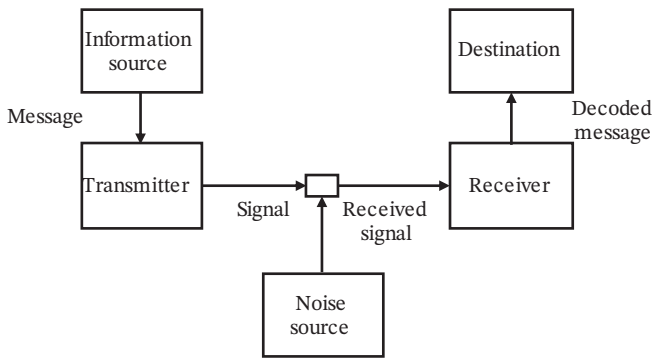 Information
source
Destination
Message
Decoded
message
Transmitter
Receiver
Signal
Received
signal
Noise
source